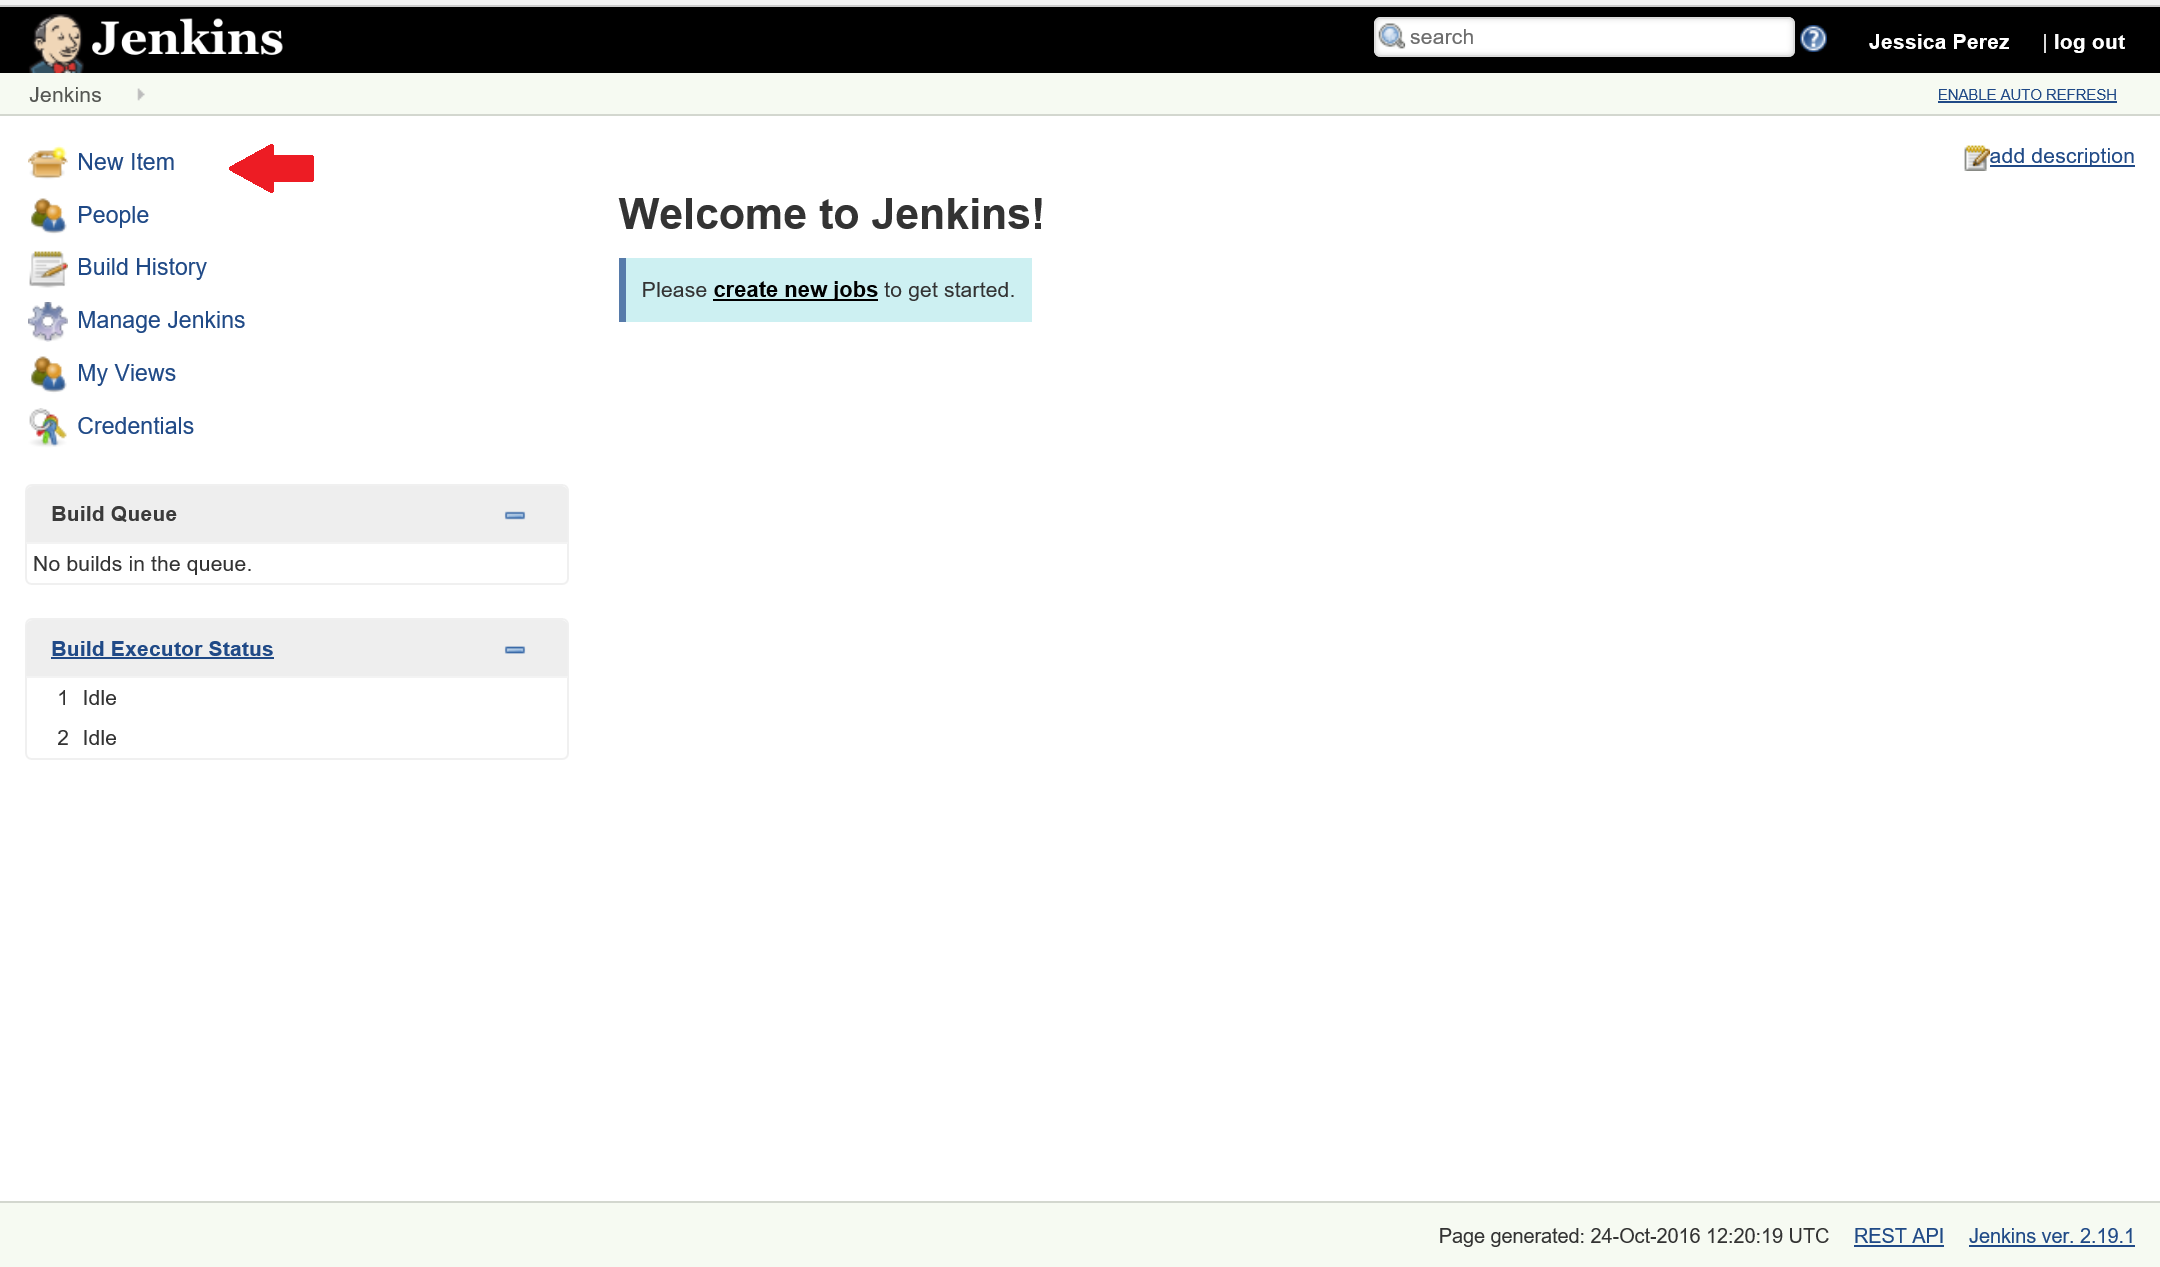 Jenkins
search
Jessica Perez | log out
Jenkins
ENABLE AUTO REFRESH
New Item
People
Build History
Manage Jenkins
My Views
Credentials
Build Queue
No builds in the queue.
Build Executor Status
1 Idle
2 Idle
add description
Welcome to Jenkins!
Please create new jobs to get started.
Page generated: 24-Oct-2016 12:20:19 UTC REST API Jenkins ver. 2.19.1